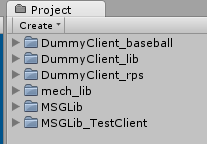 Project
Create
DummyClient_baseball
DummyClient_lib
DummyClient_rps
mech_lib
MSGLib
MSGLib_TestClient